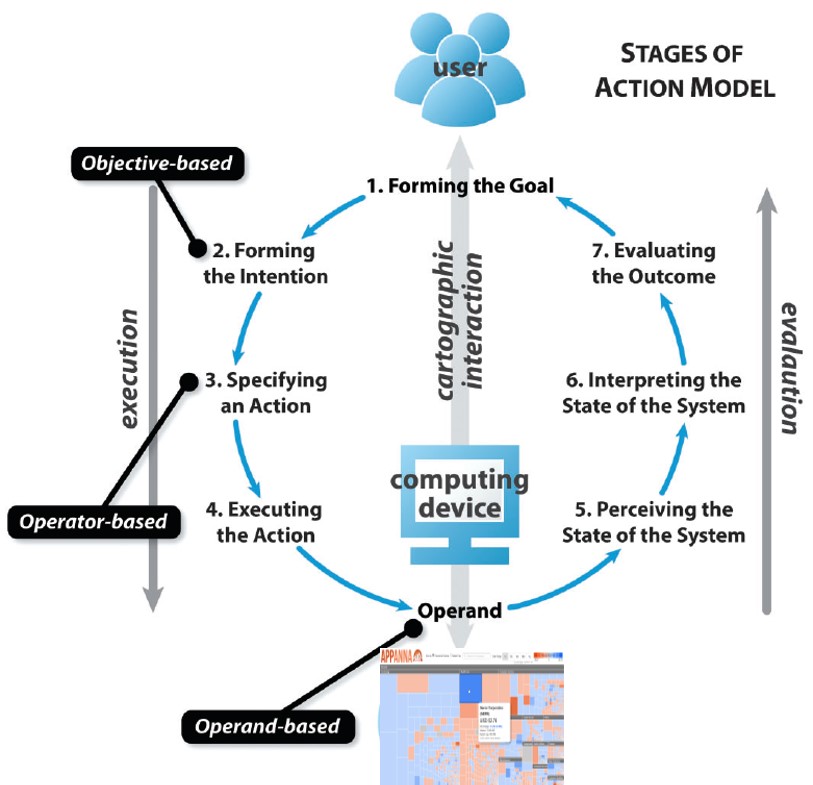 user
STAGES OF
ACTION MODEL
Objective-based
1. Forming the Goal
2. Forming
the Intention
7. Evaluating
the Outcome
cartographic
interaction
execution
evalaution
3. Specifying
an Action
6. Interpreting the
State of the System
computing
device
Operator-based
4. Executing
the Action
5. Perceiving the
State of the System
Operand
APPANNA
Operand-based